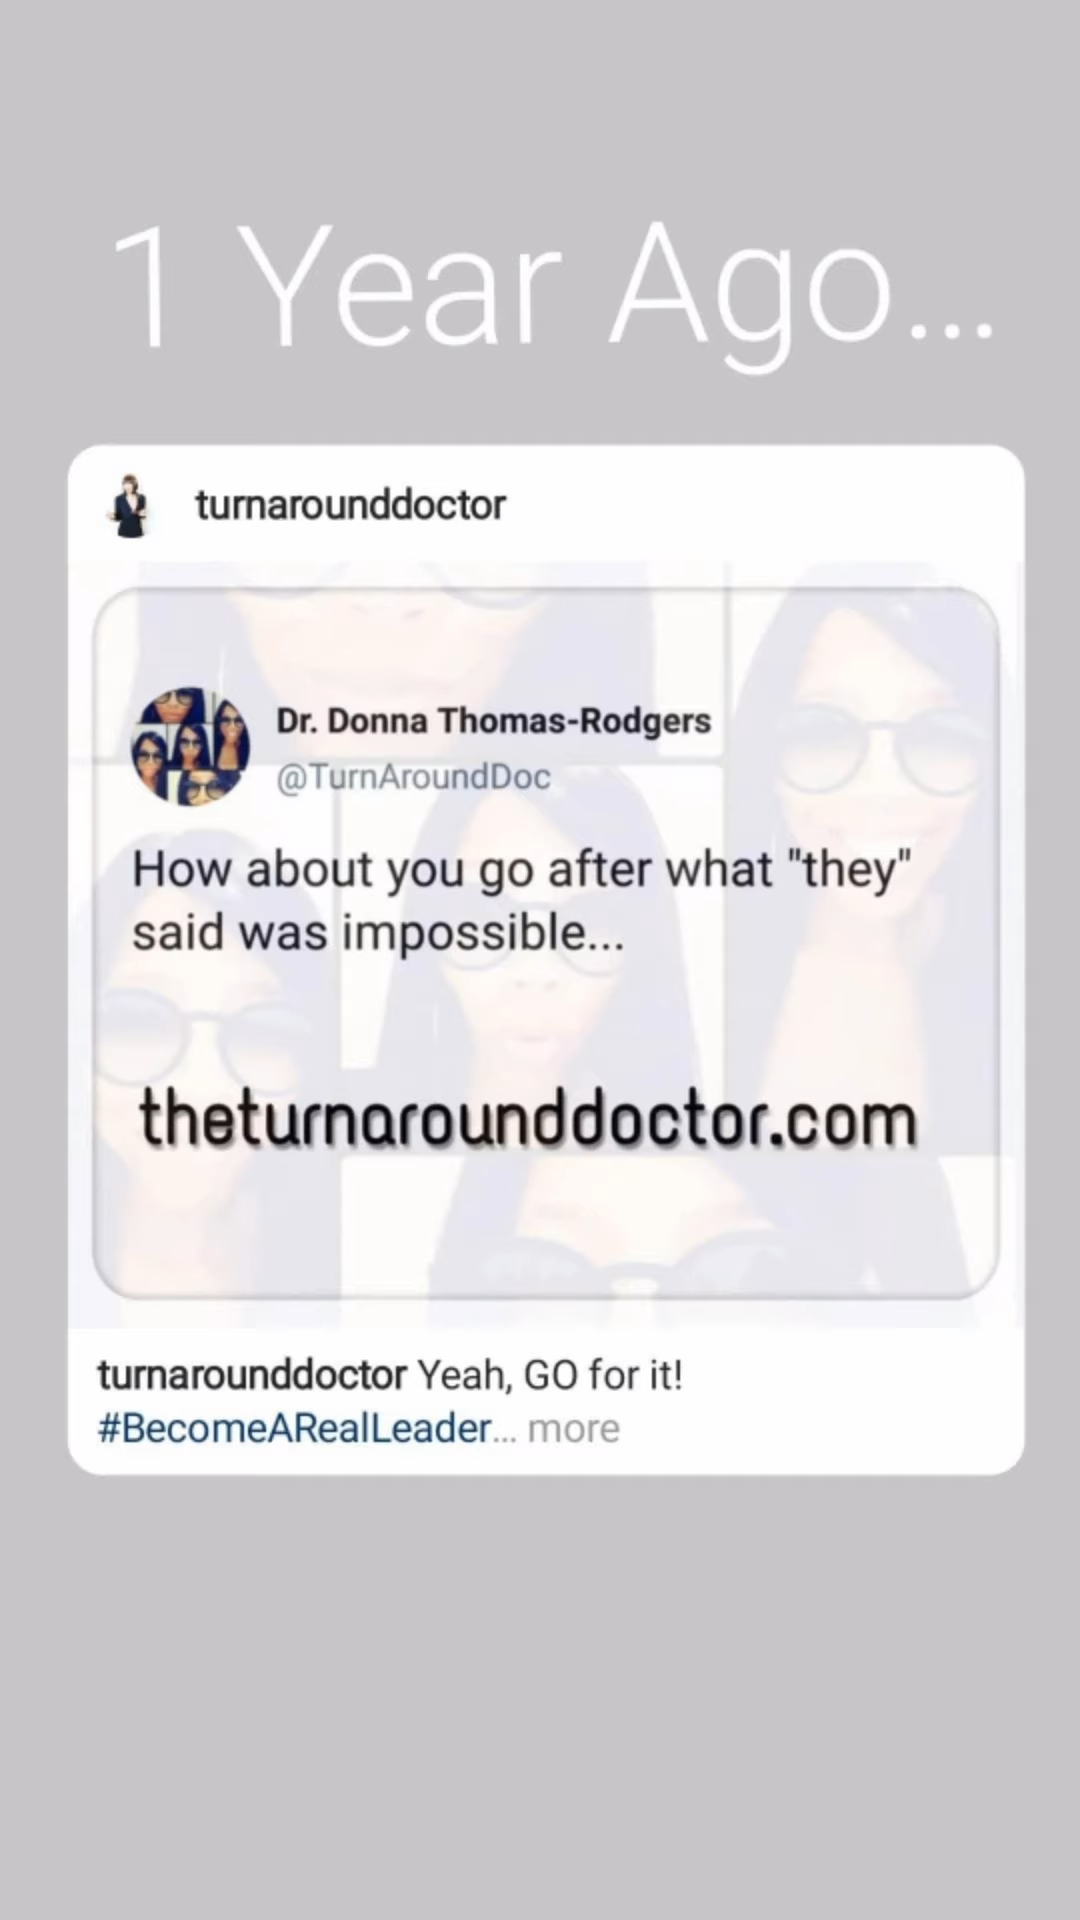 1 Year Ago...
turnarounddoctor
Dr. Donna Thomas-Rodgers
@TurnAroundDoc
How about you go after what "they"
said was impossible...
theturnarounddoctor.com
turnarounddoctor Yeah, GO for it!
#BecomeARealLeader... more